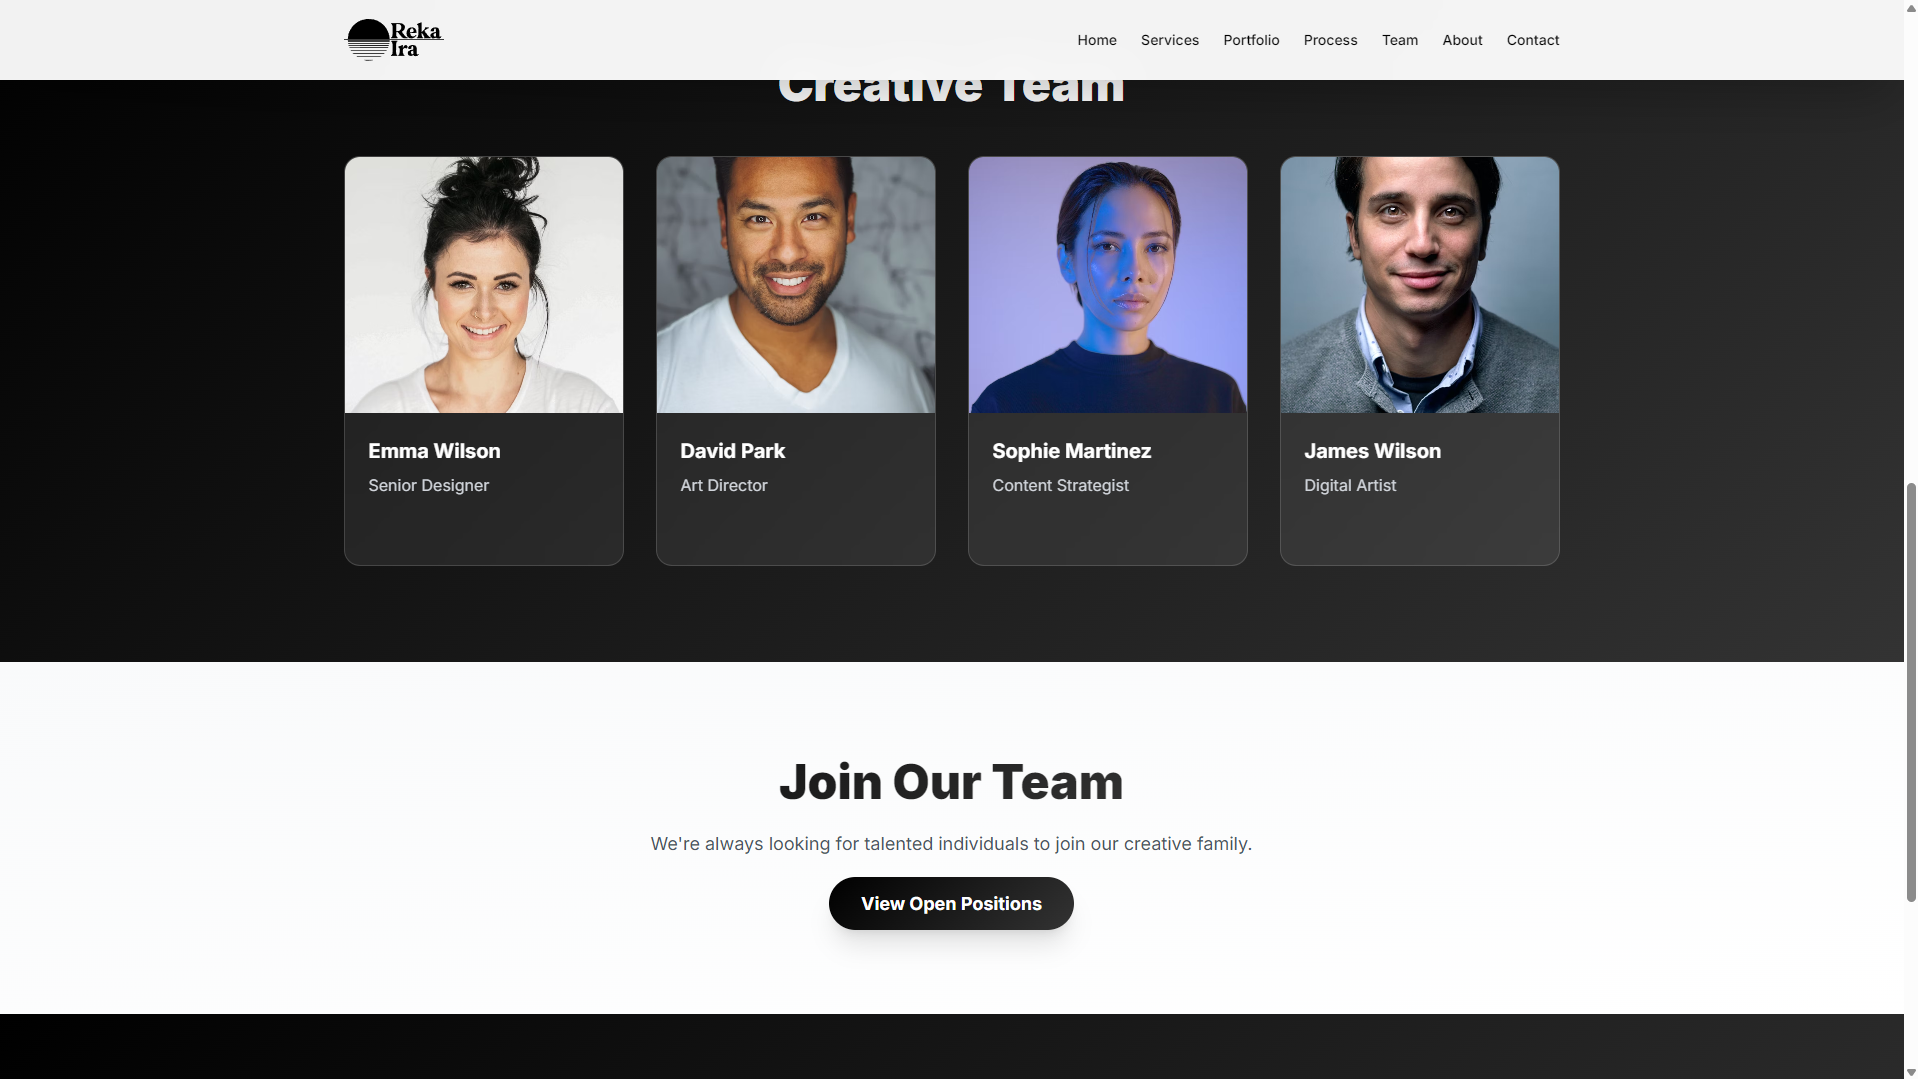 Reka
Ira
Home Services Portfolio Process Team About Contact
Creative Team
Emma Wilson
Senior Designer
David Park
Art Director
Sophie Martinez
Content Strategist
James Wilson
Digital Artist
Join Our Team
We're always looking for talented individuals to join our creative family.
View Open Positions